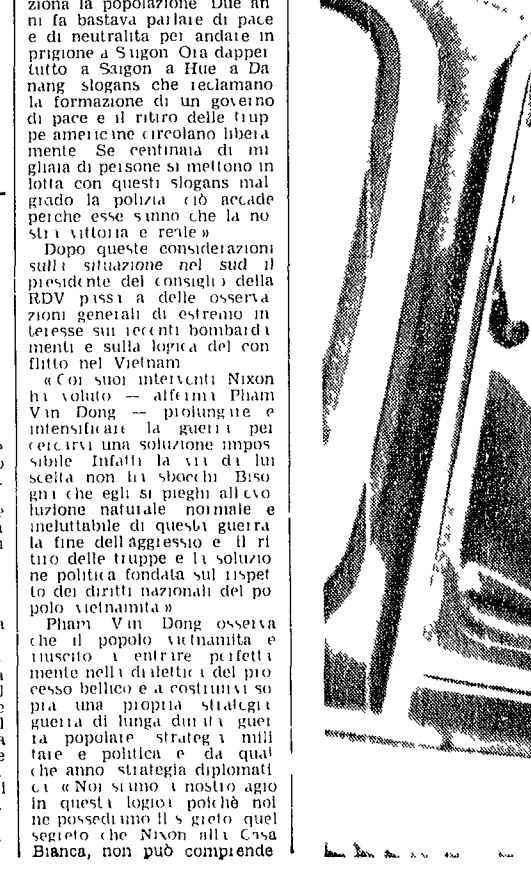 ziona la popolazione Due an
ni fa bastava parlare di pace
e di neutralita per andare in
prigione a Saigon Ora dapper
tutto a Saigon a Hue a Da
nang slogans che reclamano
la formazione di un governo
di pace e il ritiro delle trup
pe americane circolano libera
mente Se centinaia di mi
gliaia di persone si mettono in
lotta con questi slogans mal
grado la polizia ciò accade
perche esse sanno che la no
stra vittoria e reale »
Dopo queste considerazioni
sulla situazione nel sud il
presidente del consiglio della
RDV passa a delle osserva
zioni generali di estremo in
teresse sui recenti bombarda
menti e sulla logica del con
flitto nel Vietnam
« Coi suoi interventi Nixon
ha voluto — afferma Pham
Van Dong — prolungare e
intensificare la guerra per
cercarvi una soluzione impos
sibile Infatti la via da lui
scelta non ha sbocchi Biso
gna che egli si pieghi all evo
luzione naturale normale e
ineluttabile di questa guerra
la fine dell aggressio e il ri
tiro delle truppe e la soluzio
ne politica fondata sul rispet
to dei diritti nazionali del po
polo vietnamita »
Pham Van Dong osserva
che il popolo vietnamita e
riuscito a entrare perfetta
mente nella dialettica del pro
cesso bellico e a costruirvi so
pra una propria strategia
guerra di lunga durata guer
ra popolare strategia mili
tare e politica e da qual
che anno strategia diplomati
ca « Noi siamo a nostro agio
in questa logica poichè noi
ne possediamo il segreto quel
segreto che Nixon alla Casa
Bianca, non può comprende